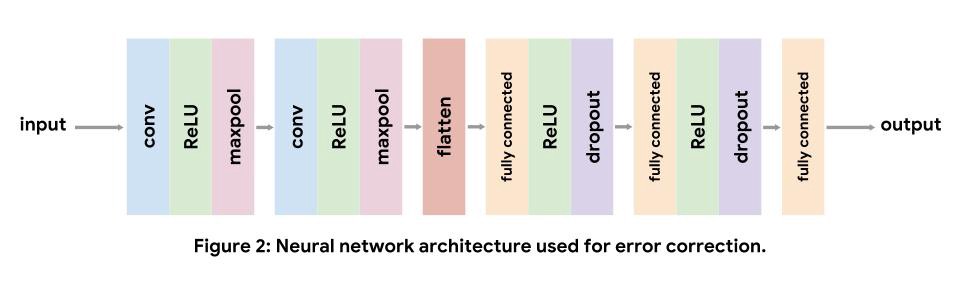 input
conv
ReLU
maxpool
conv
ReLU
maxpool
flatten
fully connected
ReLU
dropout
fully connected
ReLU
dropout
fully connected
output
Figure 2: Neural network architecture used for error correction.